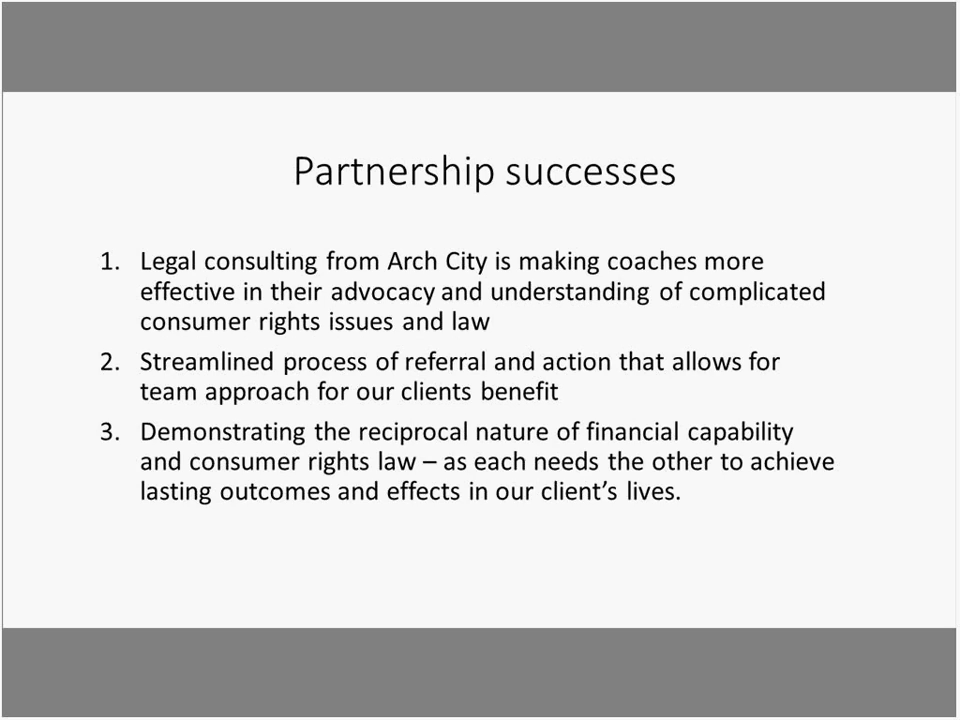 Partnership successes
1. Legal consulting from Arch City is making coaches more
effective in their advocacy and understanding of complicated
consumer rights issues and law
2. Streamlined process of referral and action that allows for
team approach for our clients benefit
3. Demonstrating the reciprocal nature of financial capability
and consumer rights law – as each needs the other to achieve
lasting outcomes and effects in our client’s lives.